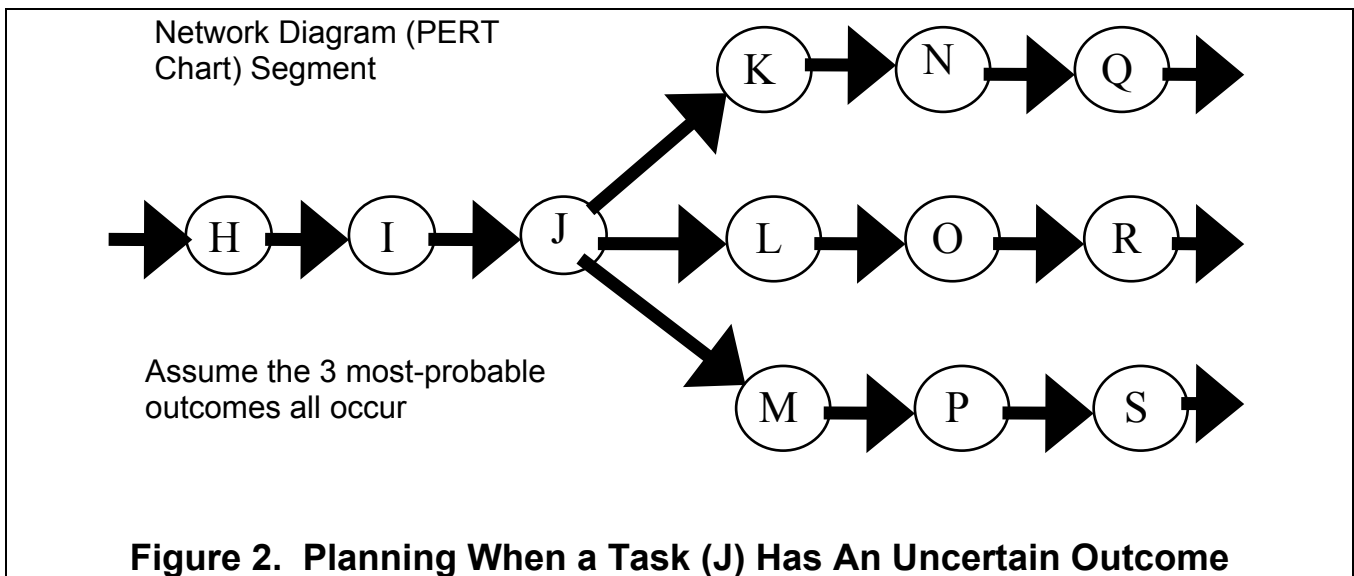 Network Diagram (PERT
Chart) Segment
K N Q
H I J L O R
Assume the 3 most-probable
outcomes all occur
M P S
Figure 2. Planning When a Task (J) Has An Uncertain Outcome